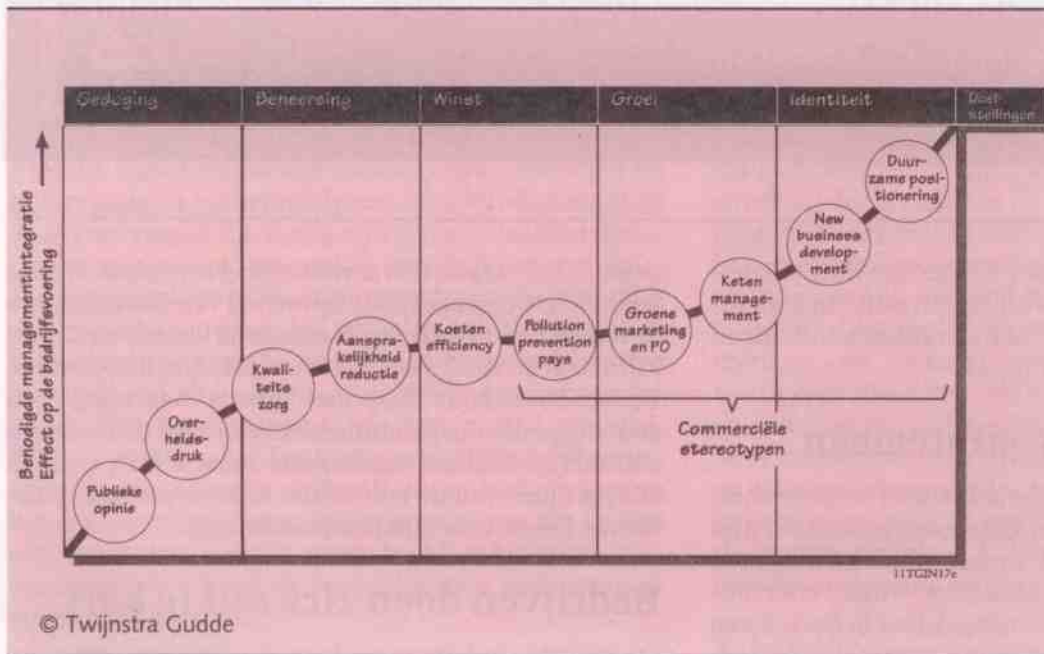 Gedoging
Beheersing
Winst
Groei
Identiteit
Doel-
stellingen
Benodigde managementintegratie
Effect op de bedrijfsvoering
Publieke
opinie
Over-
heids-
druk
Kwali-
teits
zorg
Aanspra-
kelijkheid
reductie
Kosten
efficiency
Pollution
prevention
pays
Groene
marketing
en PO
Keten
manage-
ment
New
business
develop-
ment
Duur-
zame posi-
tionering
Commerciële
stereotypen
11TGIN17e
© Twijnstra Gudde